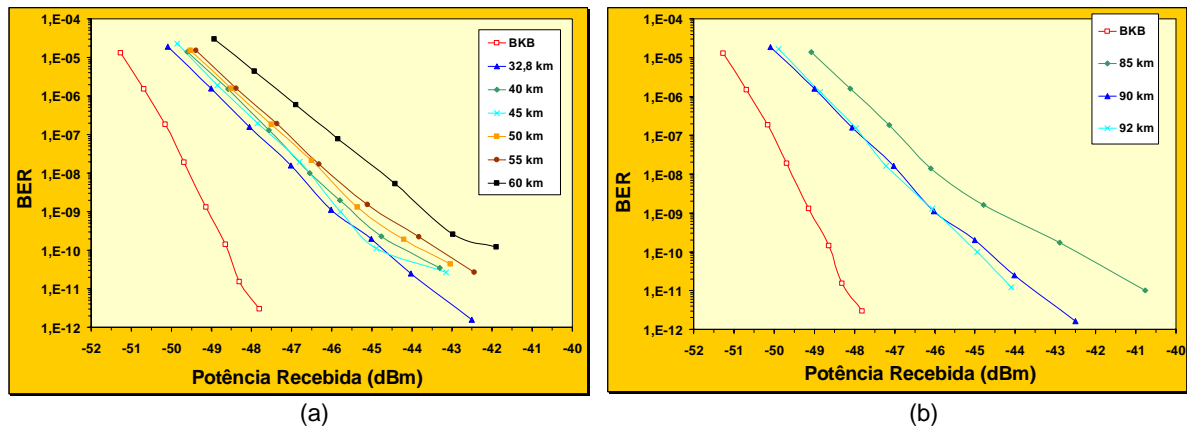 1,E-04
1,E-05
1,E-06
1,E-07
1,E-08
1,E-09
1,E-10
1,E-11
1,E-12
BER
-52 -50 -49 -48 -47 -46 -45 -44 -43 -42 -40
Potência Recebida (dBm)
BKB
32,8 km
40 km
45 km
50 km
55 km
60 km
(a)
1,E-04
1,E-05
1,E-06
1,E-07
1,E-08
1,E-09
1,E-10
1,E-11
1,E-12
BER
-52 -51 -50 -49 -48 -47 -46 -45 -44 -43 -42 -41 -40
Potência Recebida (dBm)
BKB
85 km
90 km
92 km
(b)